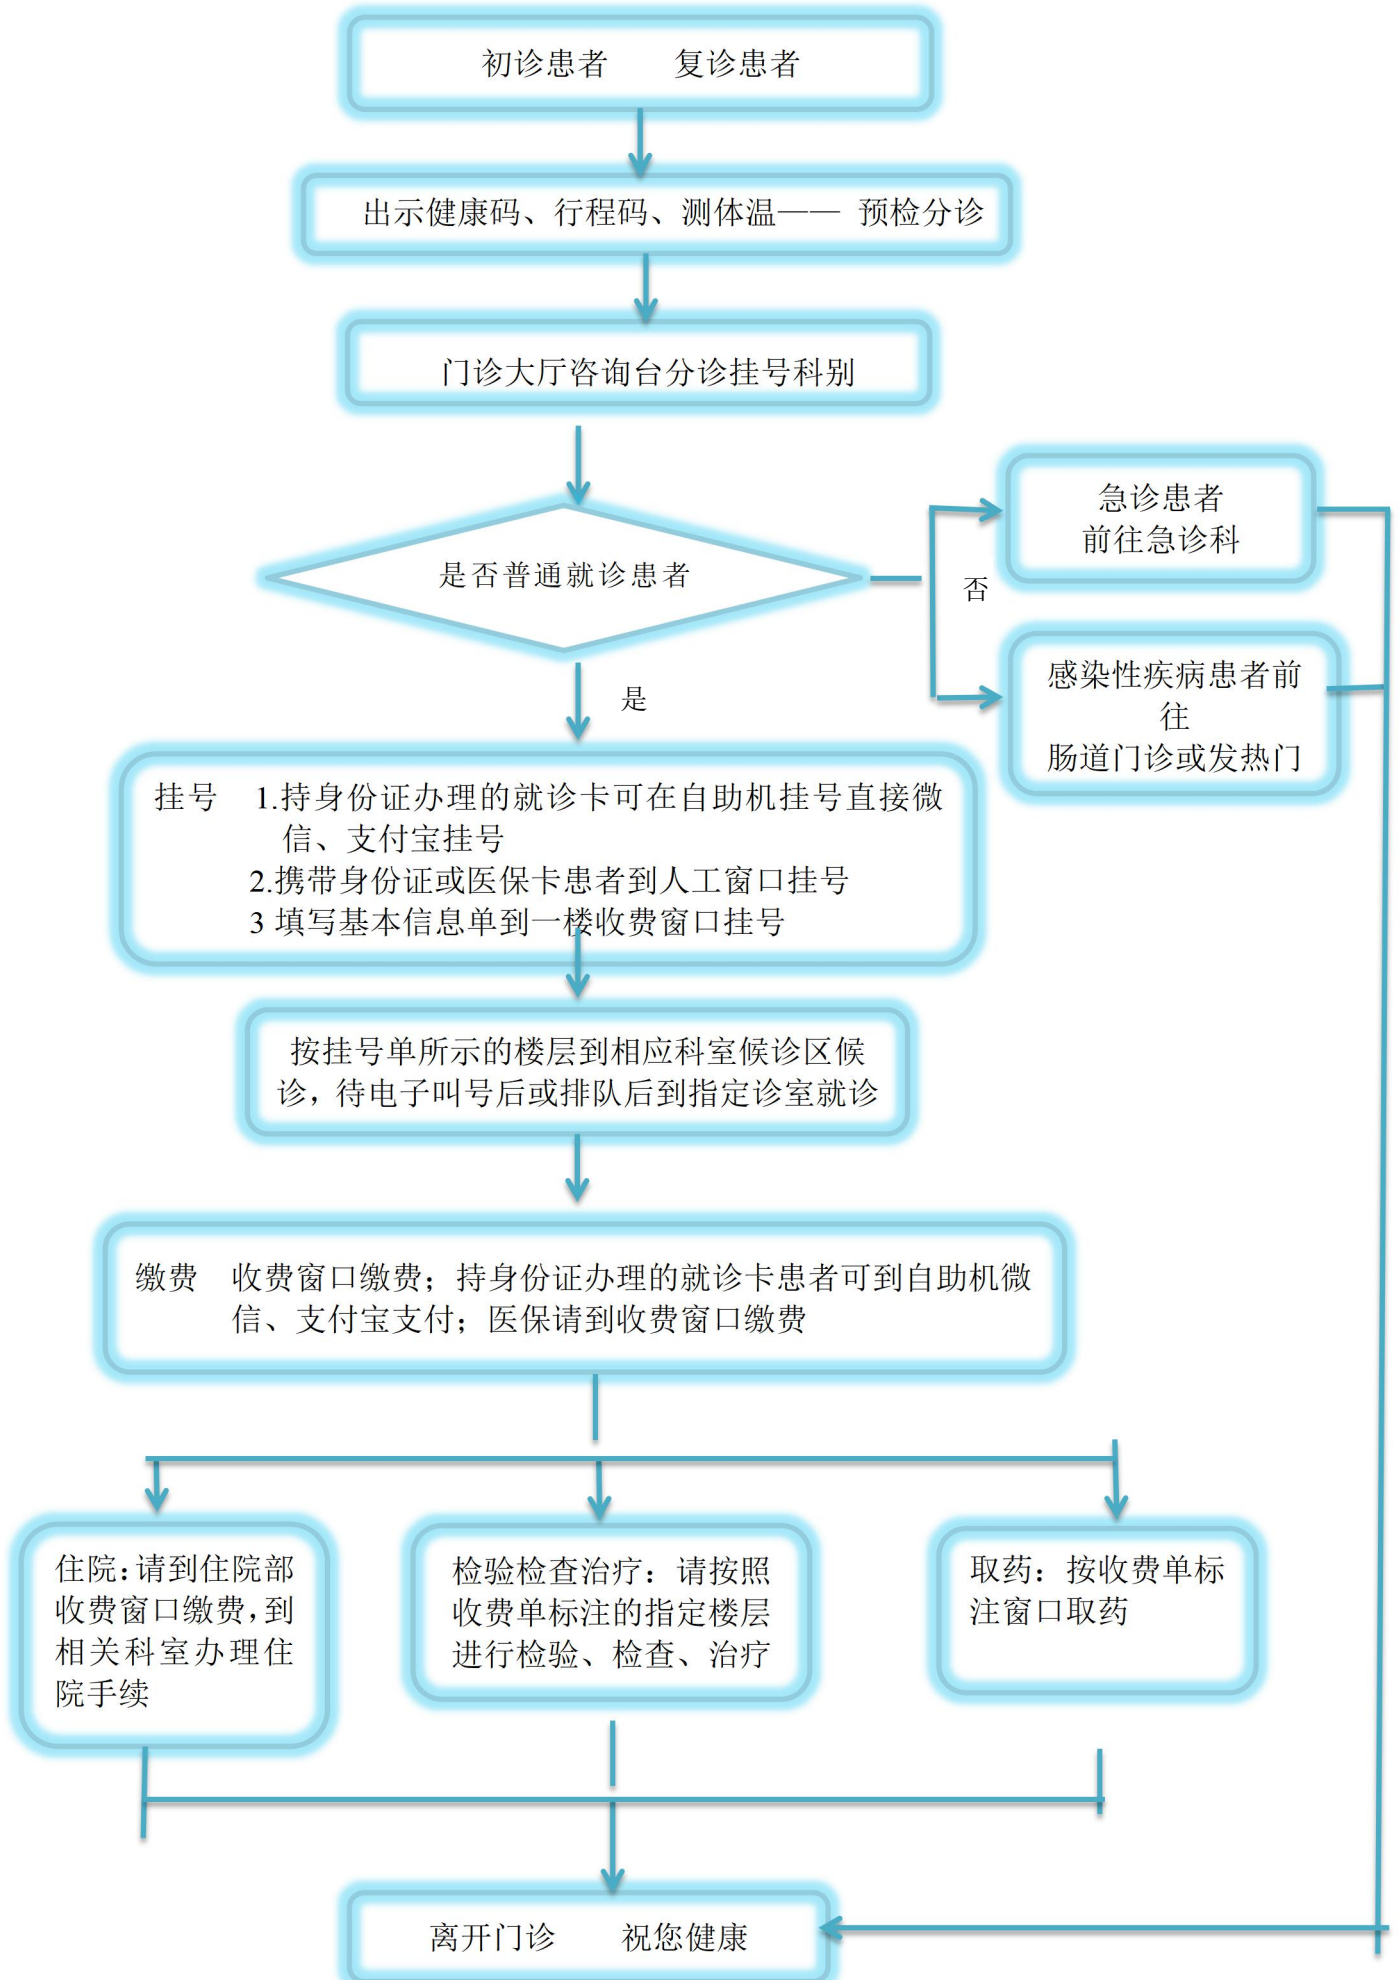 初诊患者 复诊患者
出示健康码、行程码、测体温—— 预检分诊
门诊大厅咨询台分诊挂号科别
急诊患者
前往急诊科
是否普通就诊患者
否
感染性疾病患者前
往
肠道门诊或发热门
是
挂号 1.持身份证办理的就诊卡可在自助机挂号直接微
信、支付宝挂号
2.携带身份证或医保卡患者到人工窗口挂号
3 填写基本信息单到一楼收费窗口挂号
按挂号单所示的楼层到相应科室候诊区候
诊，待电子叫号后或排队后到指定诊室就诊
缴费 收费窗口缴费；持身份证办理的就诊卡患者可到自助机微
信、支付宝支付；医保请到收费窗口缴费
住院：请到住院部
收费窗口缴费，到
相关科室办理住
院手续
检验检查治疗：请按照
收费单标注的指定楼层
进行检验、检查、治疗
取药：按收费单标
注窗口取药
离开门诊 祝您健康